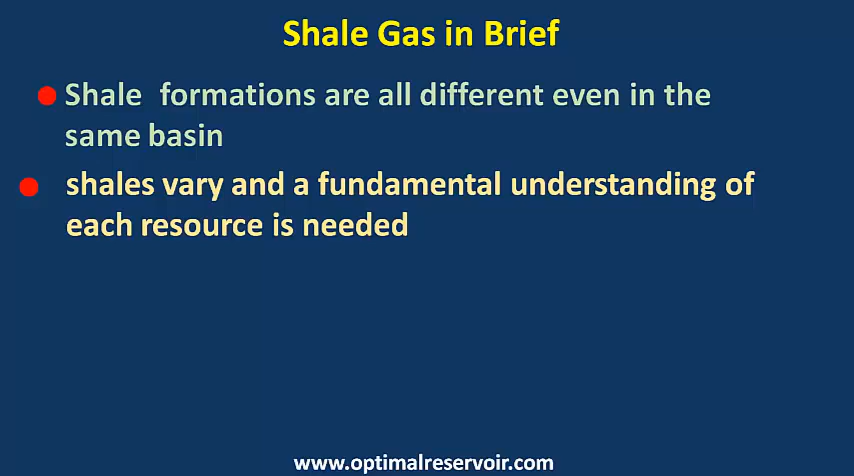 Shale Gas in Brief
Shale formations are all different even in the
same basin
shales vary and a fundamental understanding of
each resource is needed
www.optimalreservoir.com